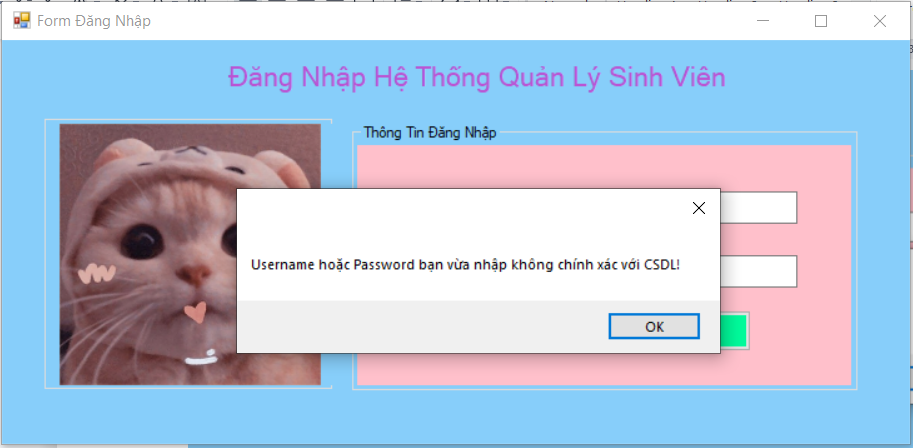 Form Đăng Nhập
Đăng Nhập Hệ Thống Quản Lý Sinh Viên
Thông Tin Đăng Nhập
Username hoặc Password bạn vừa nhập không chính xác với CSDL!
OK